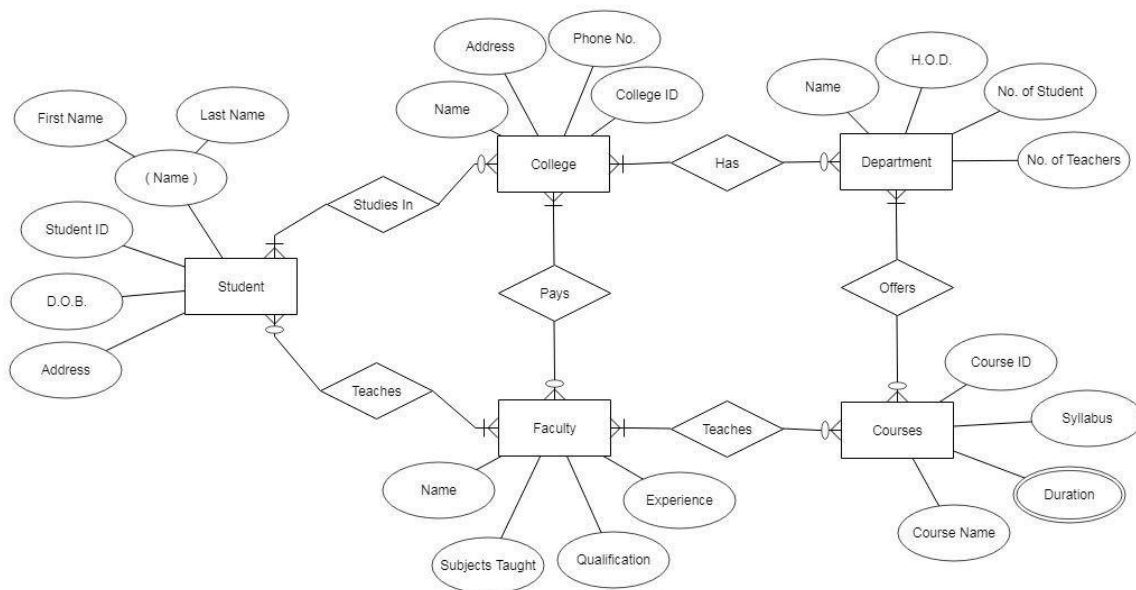 Phone No.
Address
H.O.D.
Name
No. of Student
College ID
Name
First Name
Last Name
College
Has
Department
No. of Teachers
( Name )
Studies In
Student ID
Student
Pays
Offers
D.O.B.
Address
Course ID
Teaches
Faculty
Teaches
Courses
Syllabus
Name
Experience
Duration
Course Name
Subjects Taught
Qualification